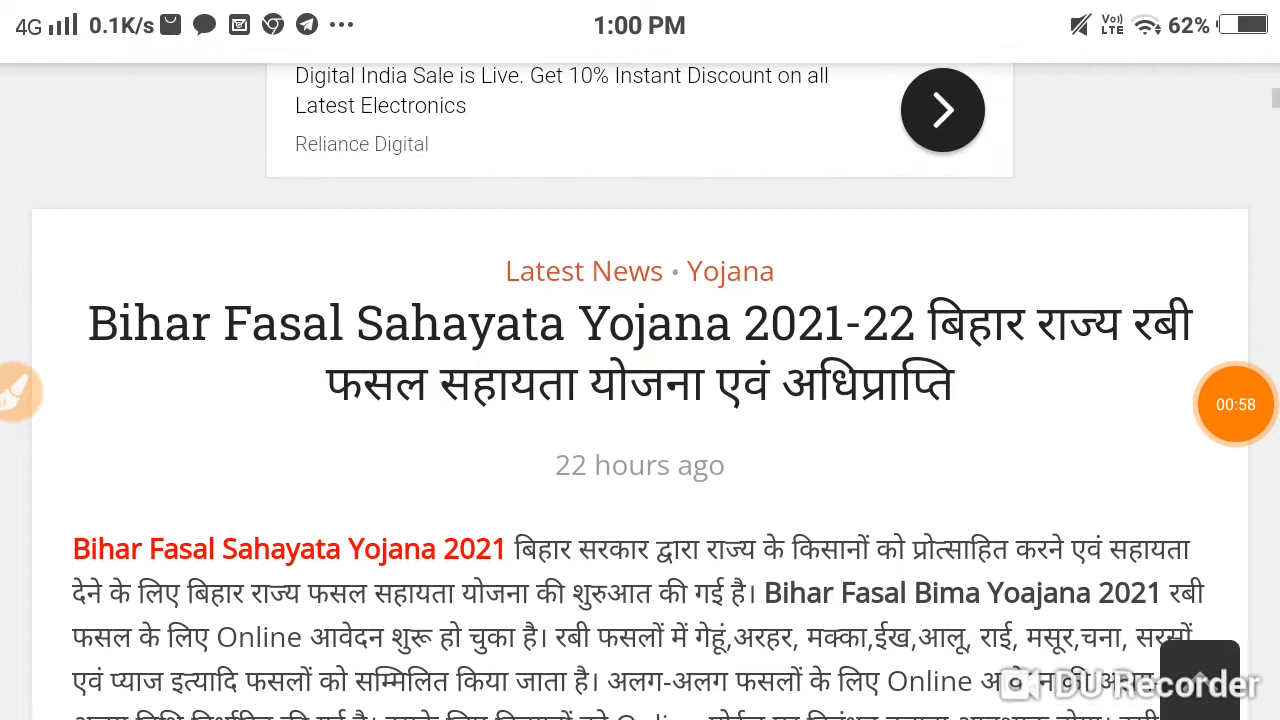 4G 0.1K/s ... 1:00 PM Vo)) LTE 62%
Digital India Sale is Live. Get 10% Instant Discount on all
Latest Electronics
Reliance Digital
Latest News • Yojana
Bihar Fasal Sahayata Yojana 2021-22 बिहार राज्य रबी
फसल सहायता योजना एवं अधिप्राप्ति
00:58
22 hours ago
Bihar Fasal Sahayata Yojana 2021 बिहार सरकार द्वारा राज्य के किसानों को प्रोत्साहित करने एवं सहायता
देने के लिए बिहार राज्य फसल सहायता योजना की शुरुआत की गई है। Bihar Fasal Bima Yoajana 2021 रबी
फसल के लिए Online आवेदन शुरू हो चुका है। रबी फसलों में गेहूं,अरहर, मक्का,ईख,आलू, राई, मसूर,चना, सरसों
एवं प्याज इत्यादि फसलों को सम्मिलित किया जाता है। अलग-अलग फसलों के लिए Online
DU Recorder